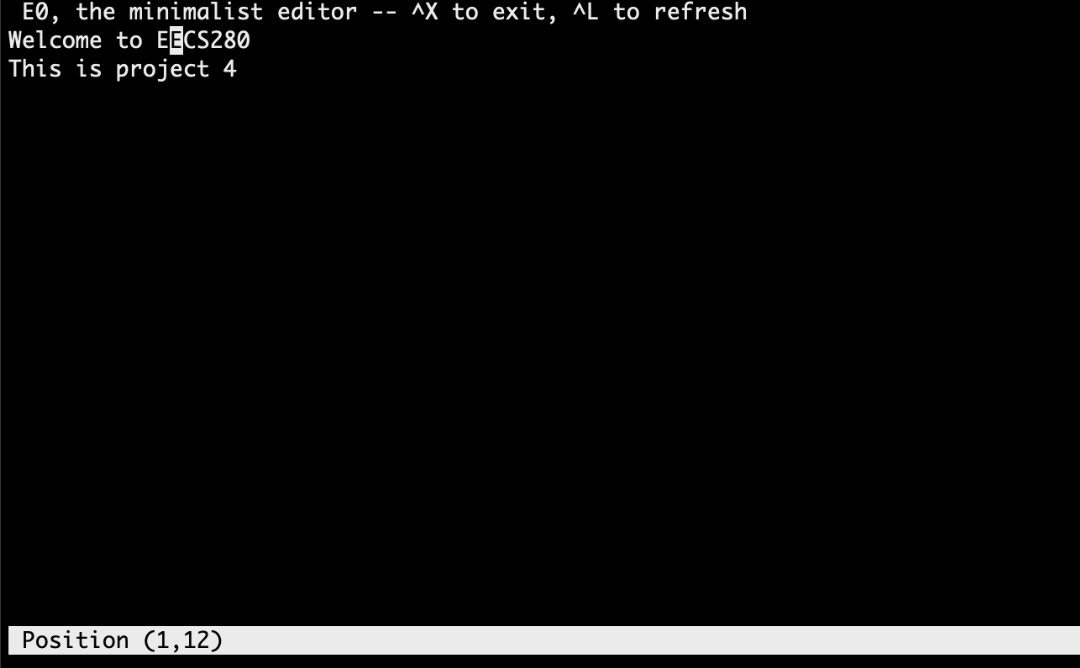 E0, the minimalist editor -- ^X to exit, ^L to refresh
Welcome to EECS280
This is project 4
Position (1,12)